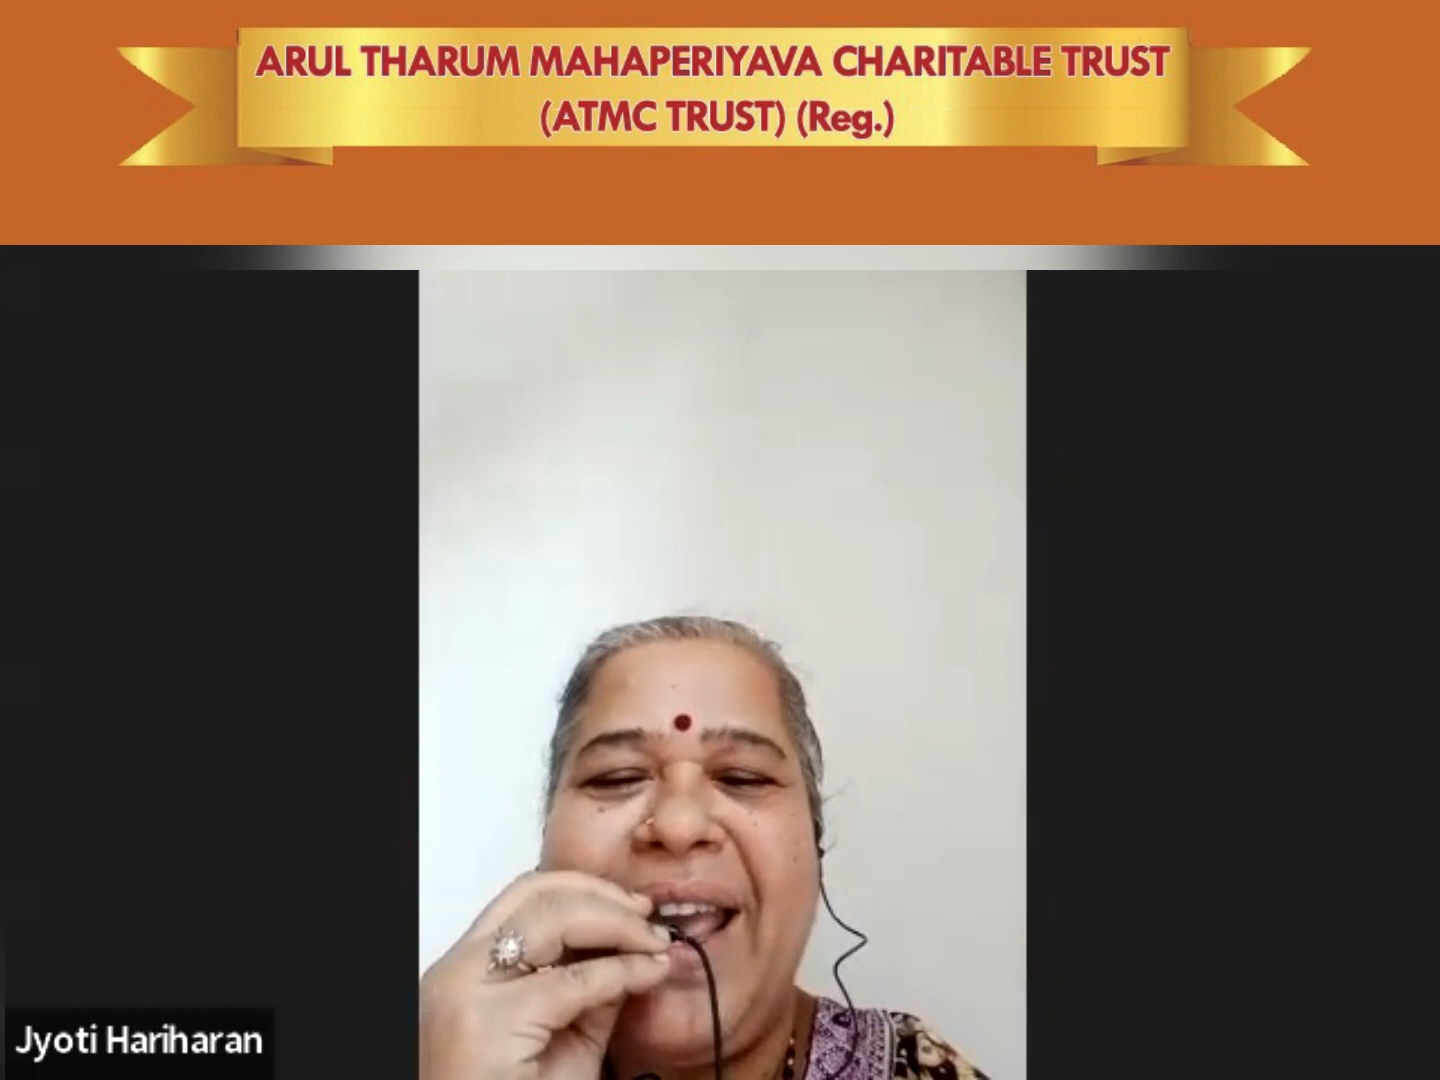 ARUL THARUM MAHAPERIYAVA CHARITABLE TRUST
(ATMC TRUST) (Reg.)
Jyoti Hariharan